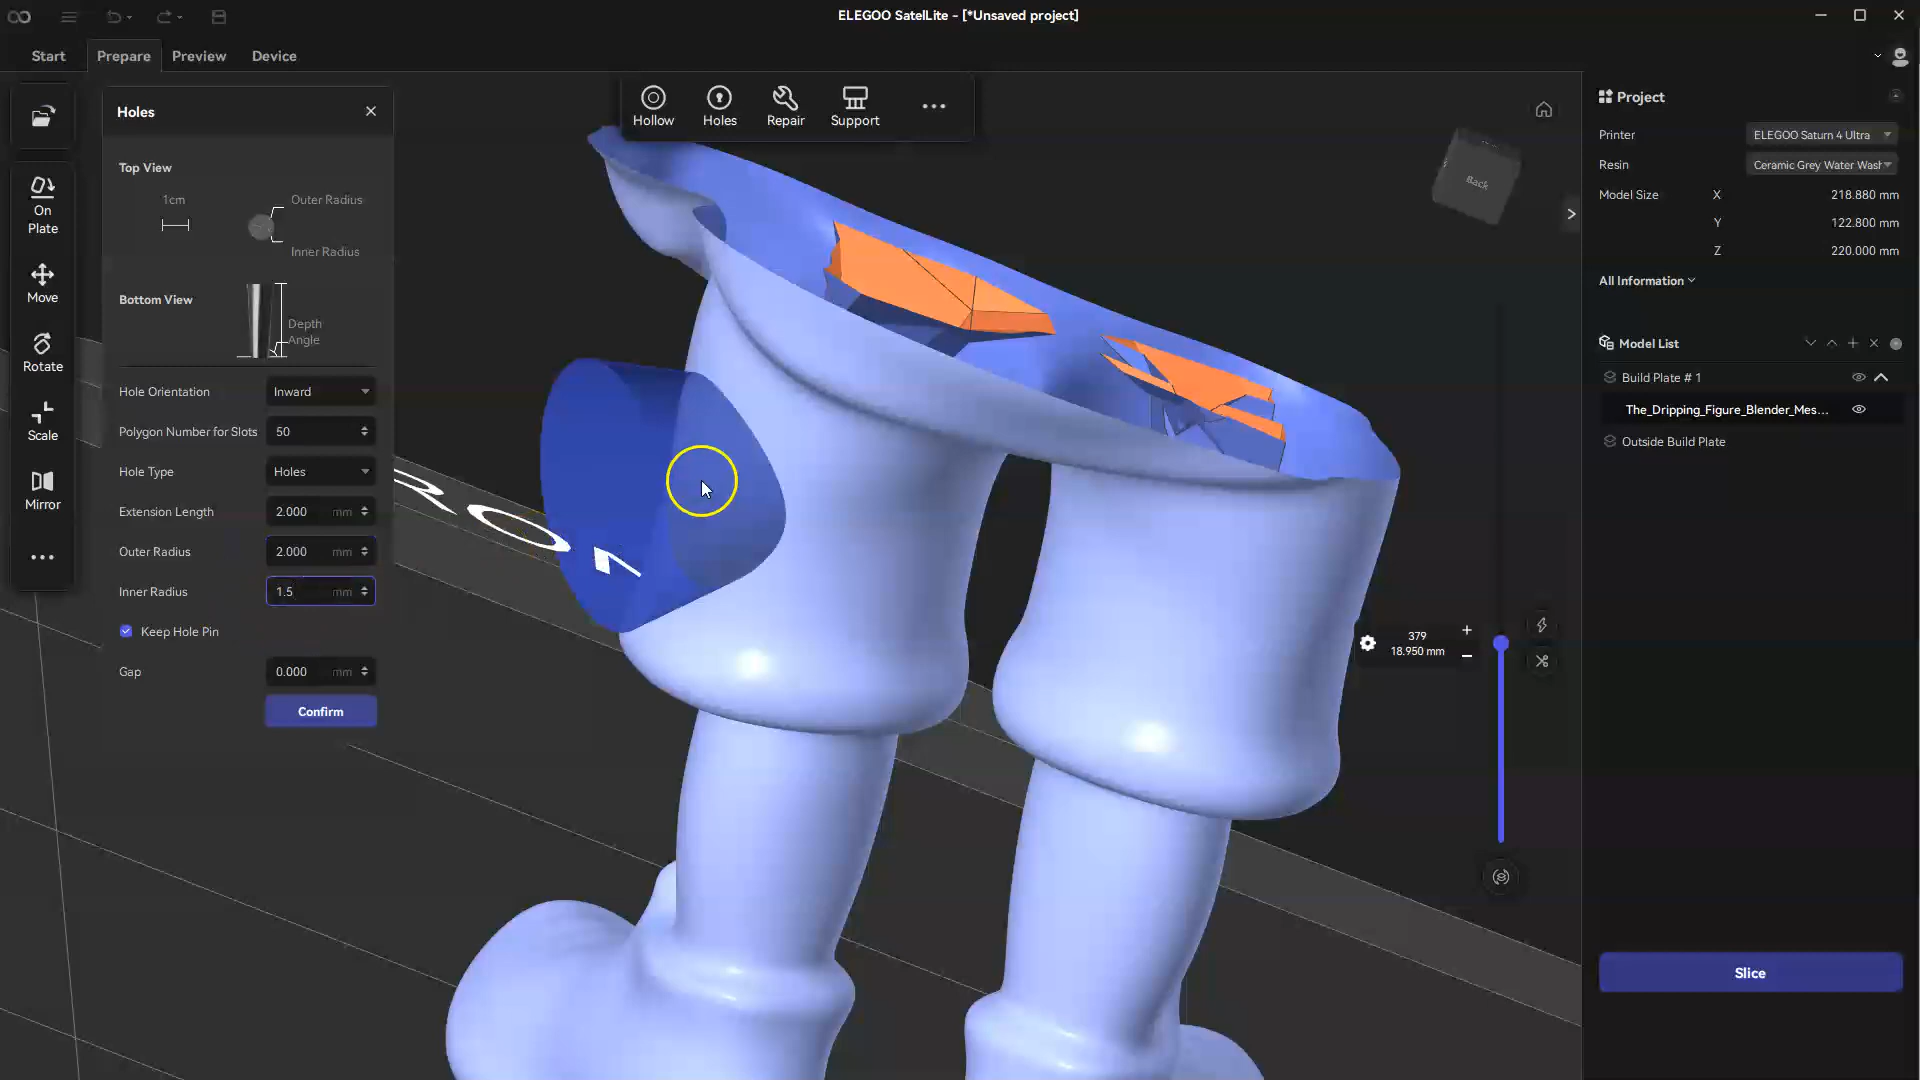 ELEGOO SatelLite - [*Unsaved project]
Start
Prepare
Preview
Device
Holes
Top View
1cm
Outer Radius
Inner Radius
Bottom View
Depth
Angle
Hole Orientation
Inward
Polygon Number for Slots
50
Hole Type
Holes
Extension Length
2.000 mm
Outer Radius
2.000 mm
Inner Radius
1.5 mm
Keep Hole Pin
Gap
0.000 mm
Confirm
On
Plate
Move
Rotate
Scale
Mirror
Hollow
Holes
Repair
Support
Back
379
18.950 mm
Project
Printer
ELEGOO Saturn 4 Ultra
Resin
Ceramic Grey Water Wash
Model Size
X
218.880 mm
Y
122.800 mm
Z
220.000 mm
All Information
Model List
Build Plate # 1
The_Dripping_Figure_Blender_Mes...
Outside Build Plate
Slice